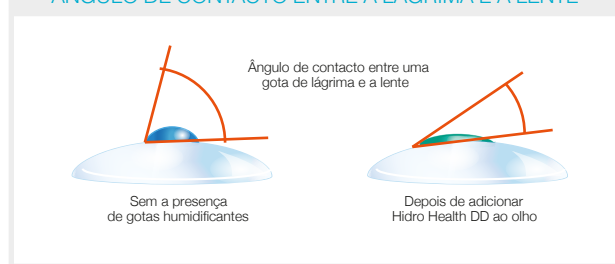 ÂNGULO DE CONTACTO ENTRE A LÁGRIMA E A LENTE
Ângulo de contacto entre uma
gota de lágrima e a lente
Sem a presença
de gotas humidificantes
Depois de adicionar
Hidro Health DD ao olho